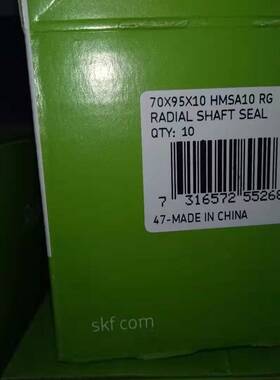 70X95X10 HMSA10 RG
RADIAL SHAFT SEAL
QTY: 10
7 316572 55268
47-MADE IN CHINA
skf.com